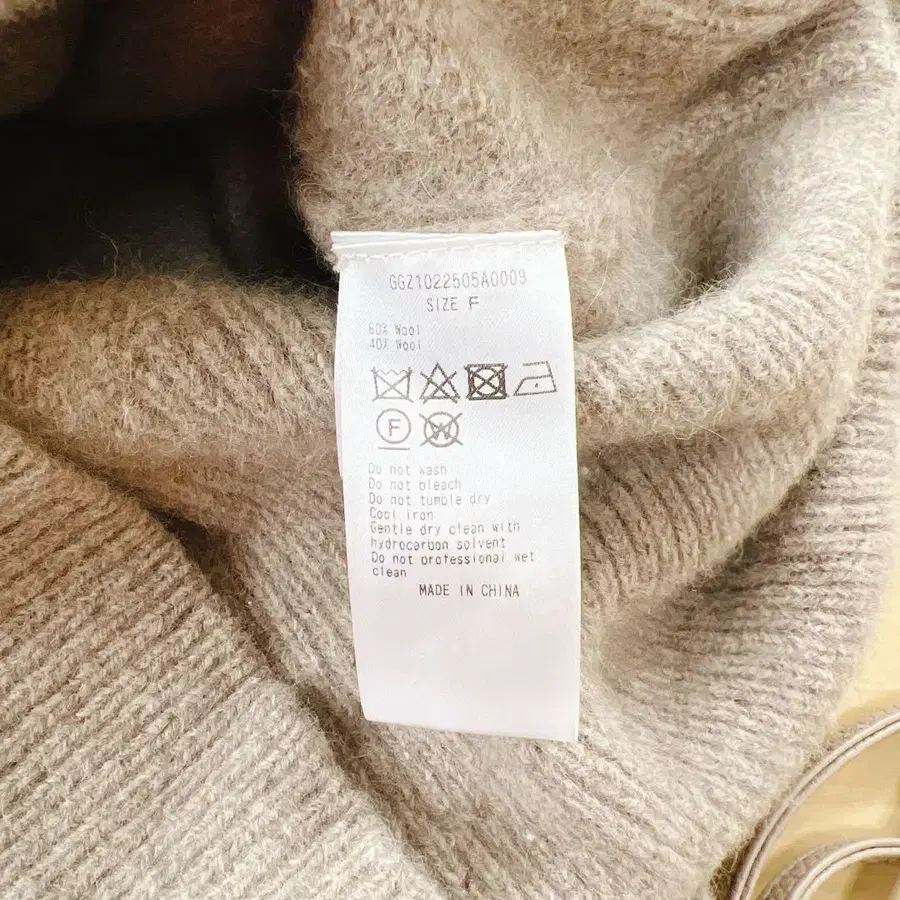 GGZ1022505A0009
SIZE F
60% Wool
40% Wool
F
W
Do not wash
Do not bleach
Do not tumble dry
Cool iron
Gentle dry clean with
hydrocarbon solvent
Do not professional wet
clean
MADE IN CHINA